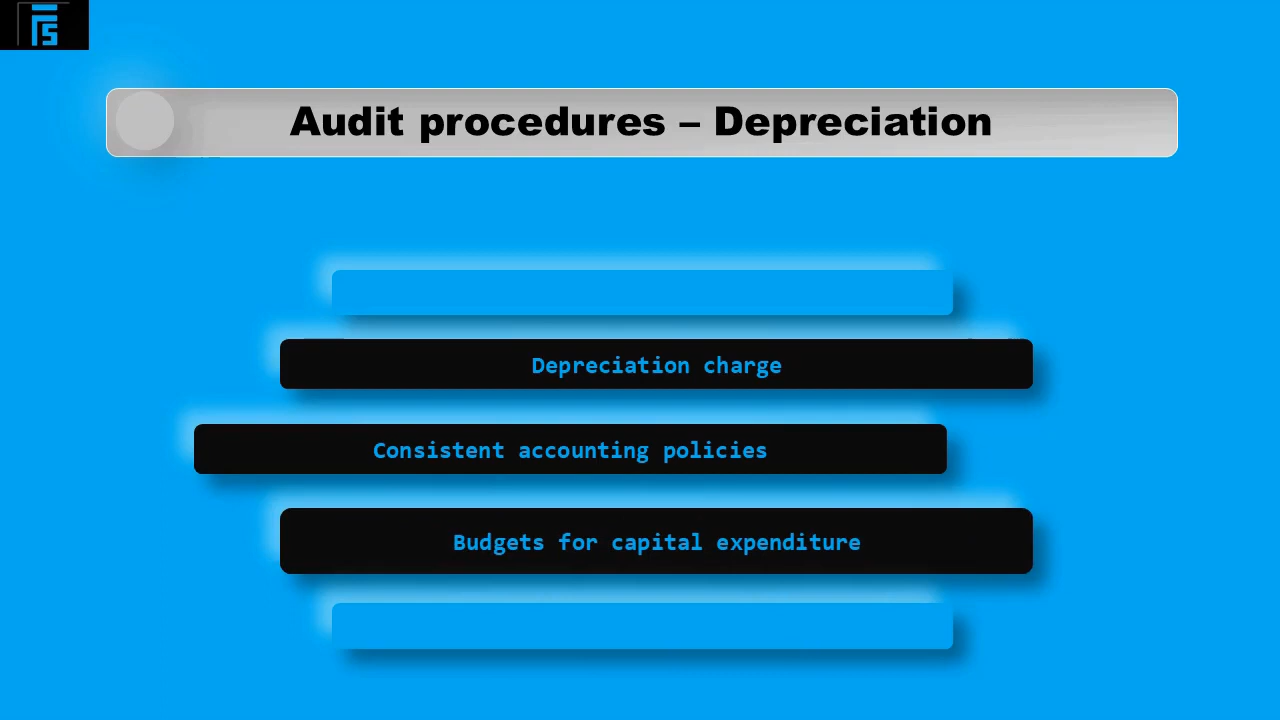 Audit procedures – Depreciation
Depreciation charge
Consistent accounting policies
Budgets for capital expenditure